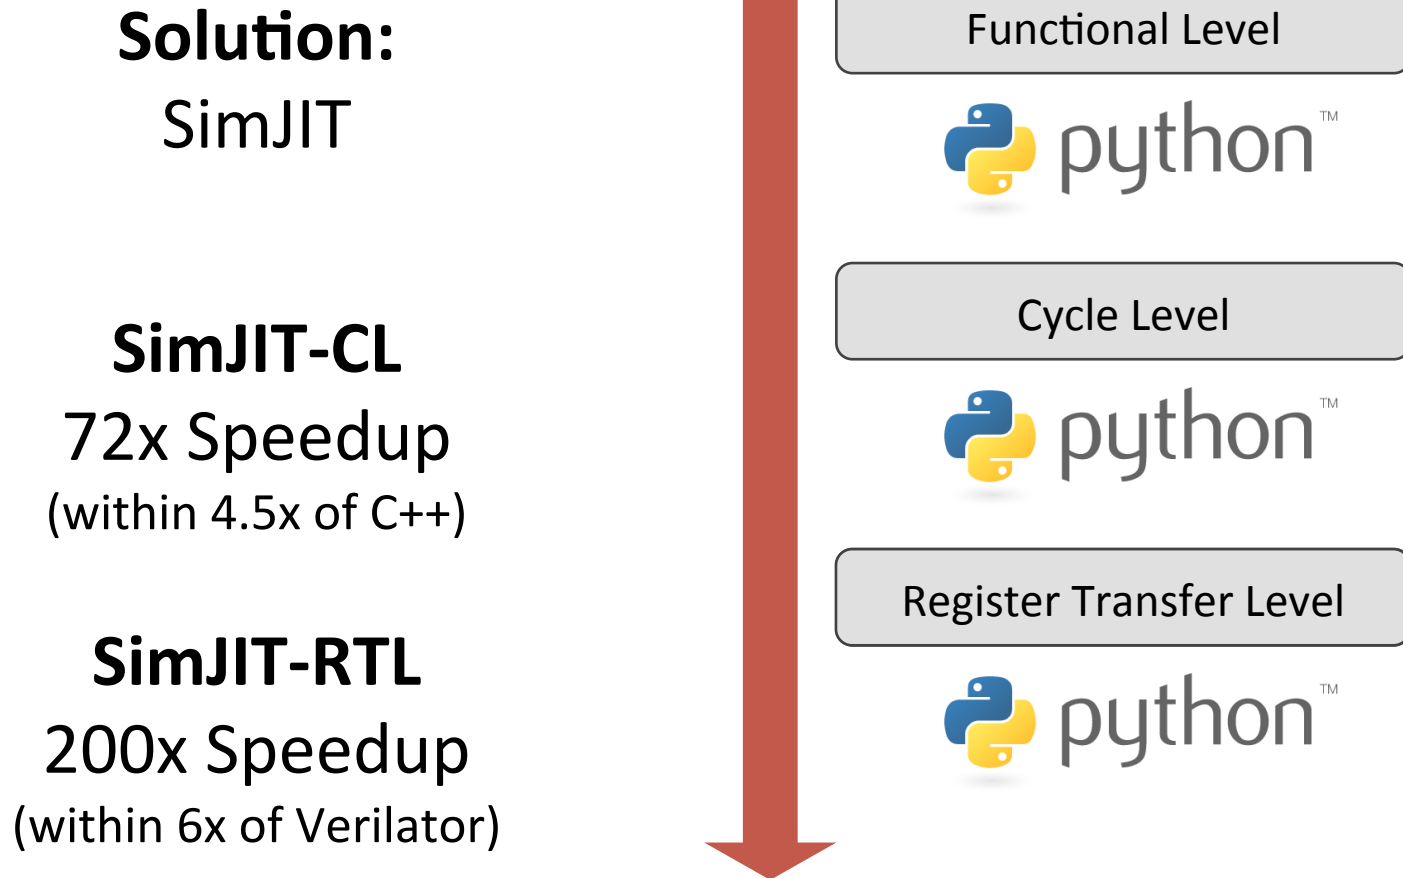 Solution:
SimJIT
SimJIT-CL
72x Speedup
(within 4.5x of C++)
SimJIT-RTL
200x Speedup
(within 6x of Verilator)
Functional Level
python™
Cycle Level
python™
Register Transfer Level
python™